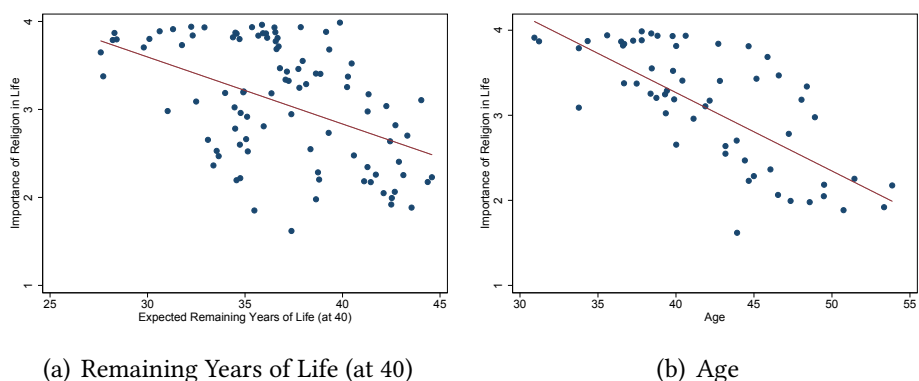 Importance of Religion in Life
4
3
2
1
25 30 35 40 45
Expected Remaining Years of Life (at 40)
(a) Remaining Years of Life (at 40)
Importance of Religion in Life
4
3
2
1
30 35 40 45 50 55
Age
(b) Age